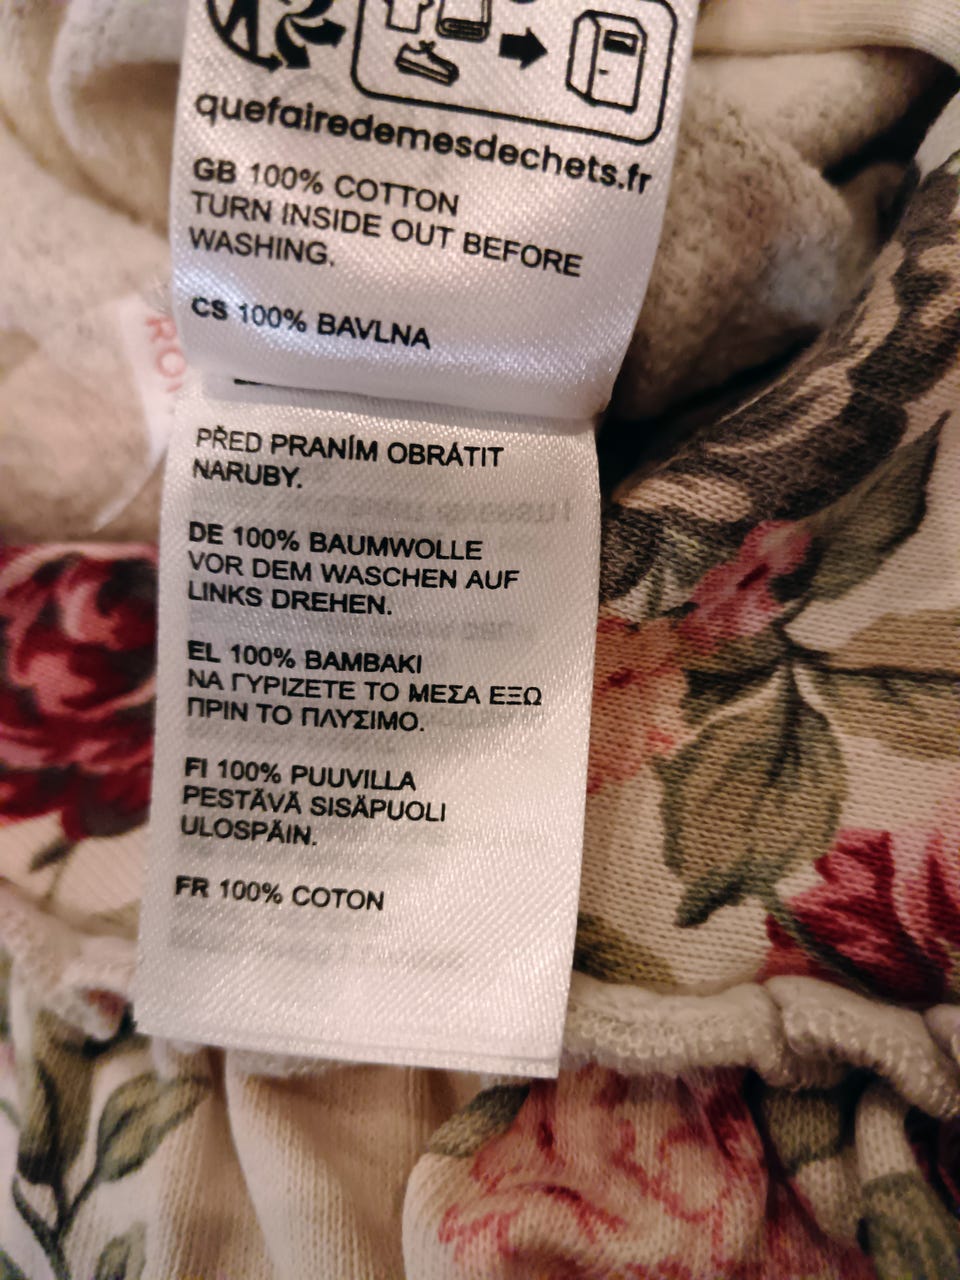 quefairedemesdechets.fr
GB 100% COTTON
TURN INSIDE OUT BEFORE
WASHING.
CS 100% BAVLNA
PŘED PRANÍM OBRÁTIT
NARUBY.
DE 100% BAUMWOLLE
VOR DEM WASCHEN AUF
LINKS DREHEN.
EL 100% ΒΑΜΒΑΚΙ
ΝΑ ΓΥΡΙΖΕΤΕ ΤΟ ΜΕΣΑ ΕΞΩ
ΠΡΙΝ ΤΟ ΠΛΥΣΙΜΟ.
FI 100% PUUVILLA
PESTÄVÄ SISÄPUOLI
ULOSPÄIN.
FR 100% COTON